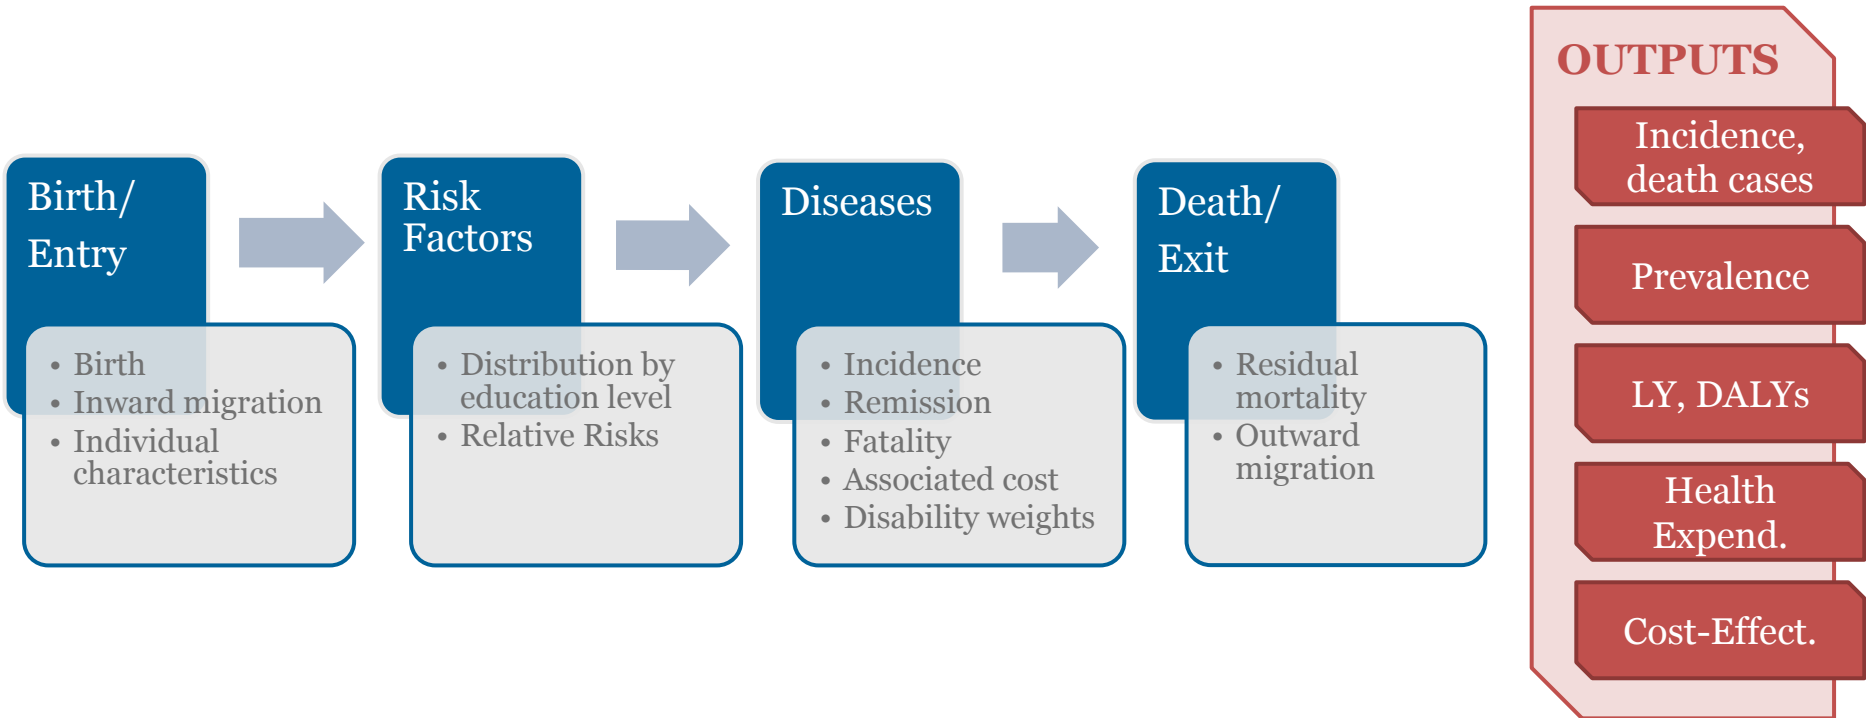 Birth/
Entry
• Birth
• Inward migration
• Individual
characteristics
Risk
Factors
• Distribution by
education level
• Relative Risks
Diseases
• Incidence
• Remission
• Fatality
• Associated cost
• Disability weights
Death/
Exit
• Residual
mortality
• Outward
migration
OUTPUTS
Incidence,
death cases
Prevalence
LY, DALYs
Health
Expend.
Cost-Effect.